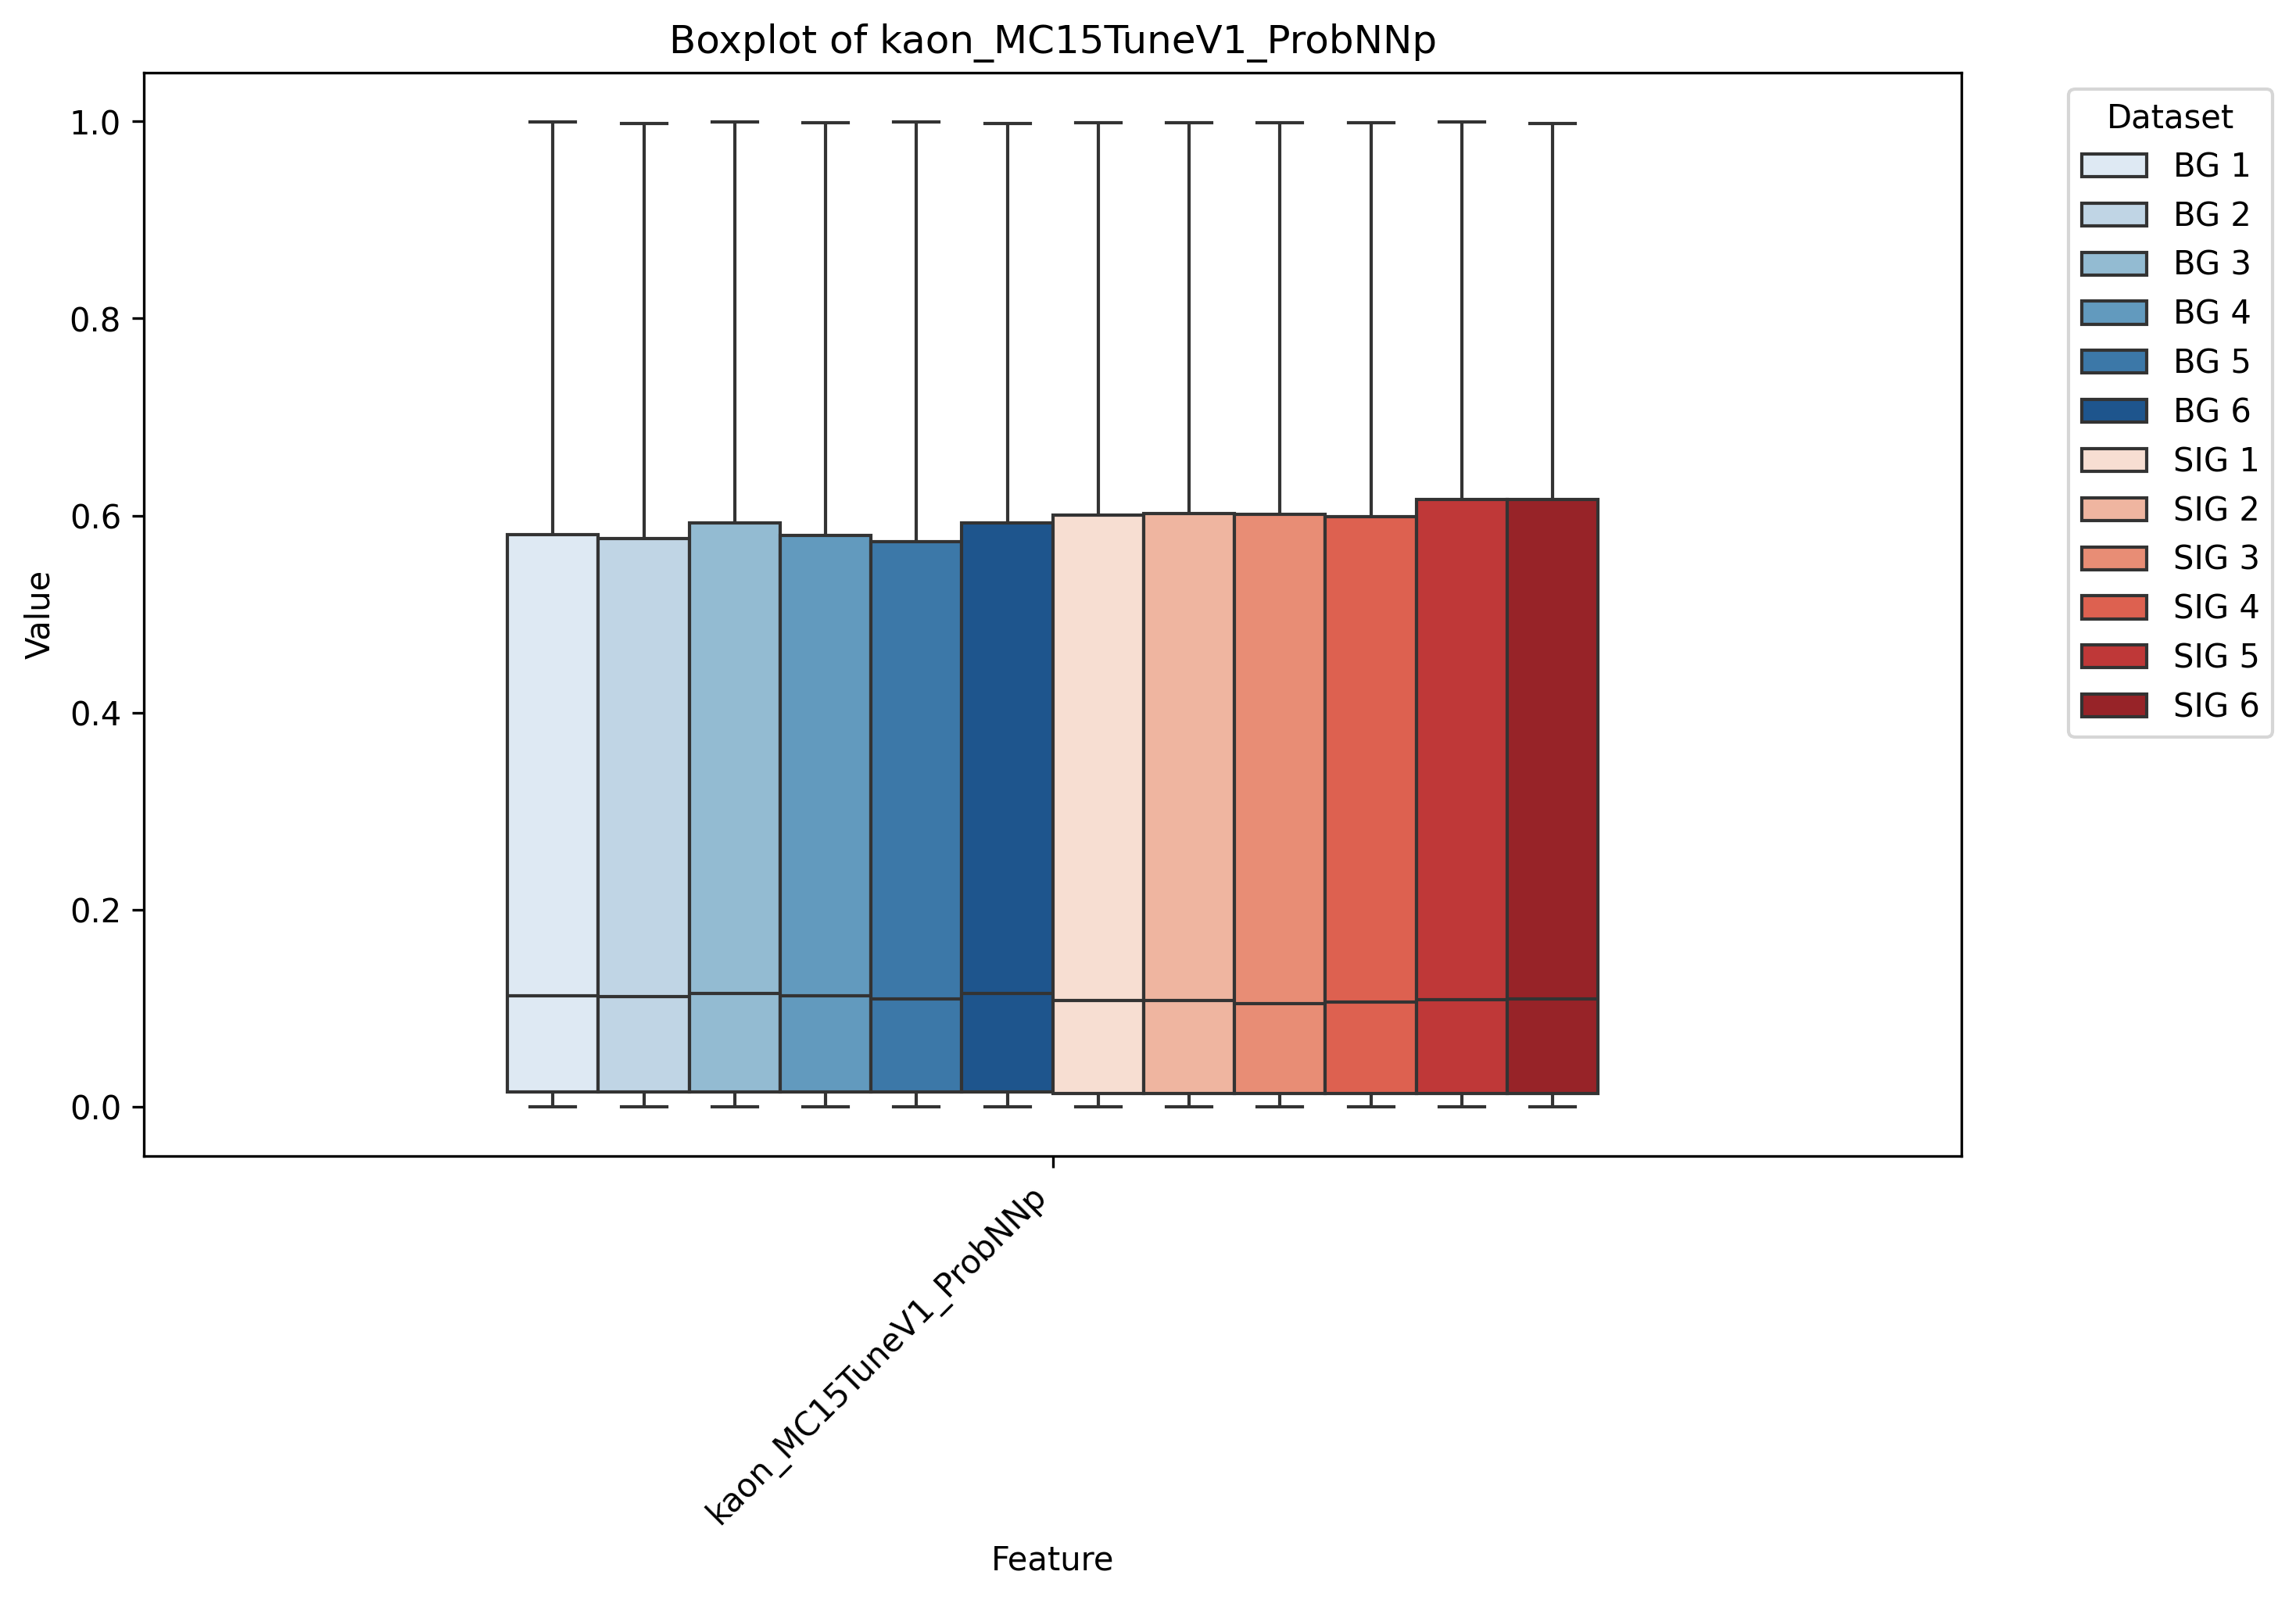 Boxplot of kaon_MC15TuneV1_ProbNNp
1.0
0.8
0.6
0.4
0.2
0.0
Value
kaon_MC15TuneV1_ProbNNp
Feature
Dataset
BG 1
BG 2
BG 3
BG 4
BG 5
BG 6
SIG 1
SIG 2
SIG 3
SIG 4
SIG 5
SIG 6